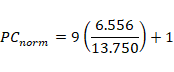 PC_norm = 9 (6.556 / 13.750) + 1